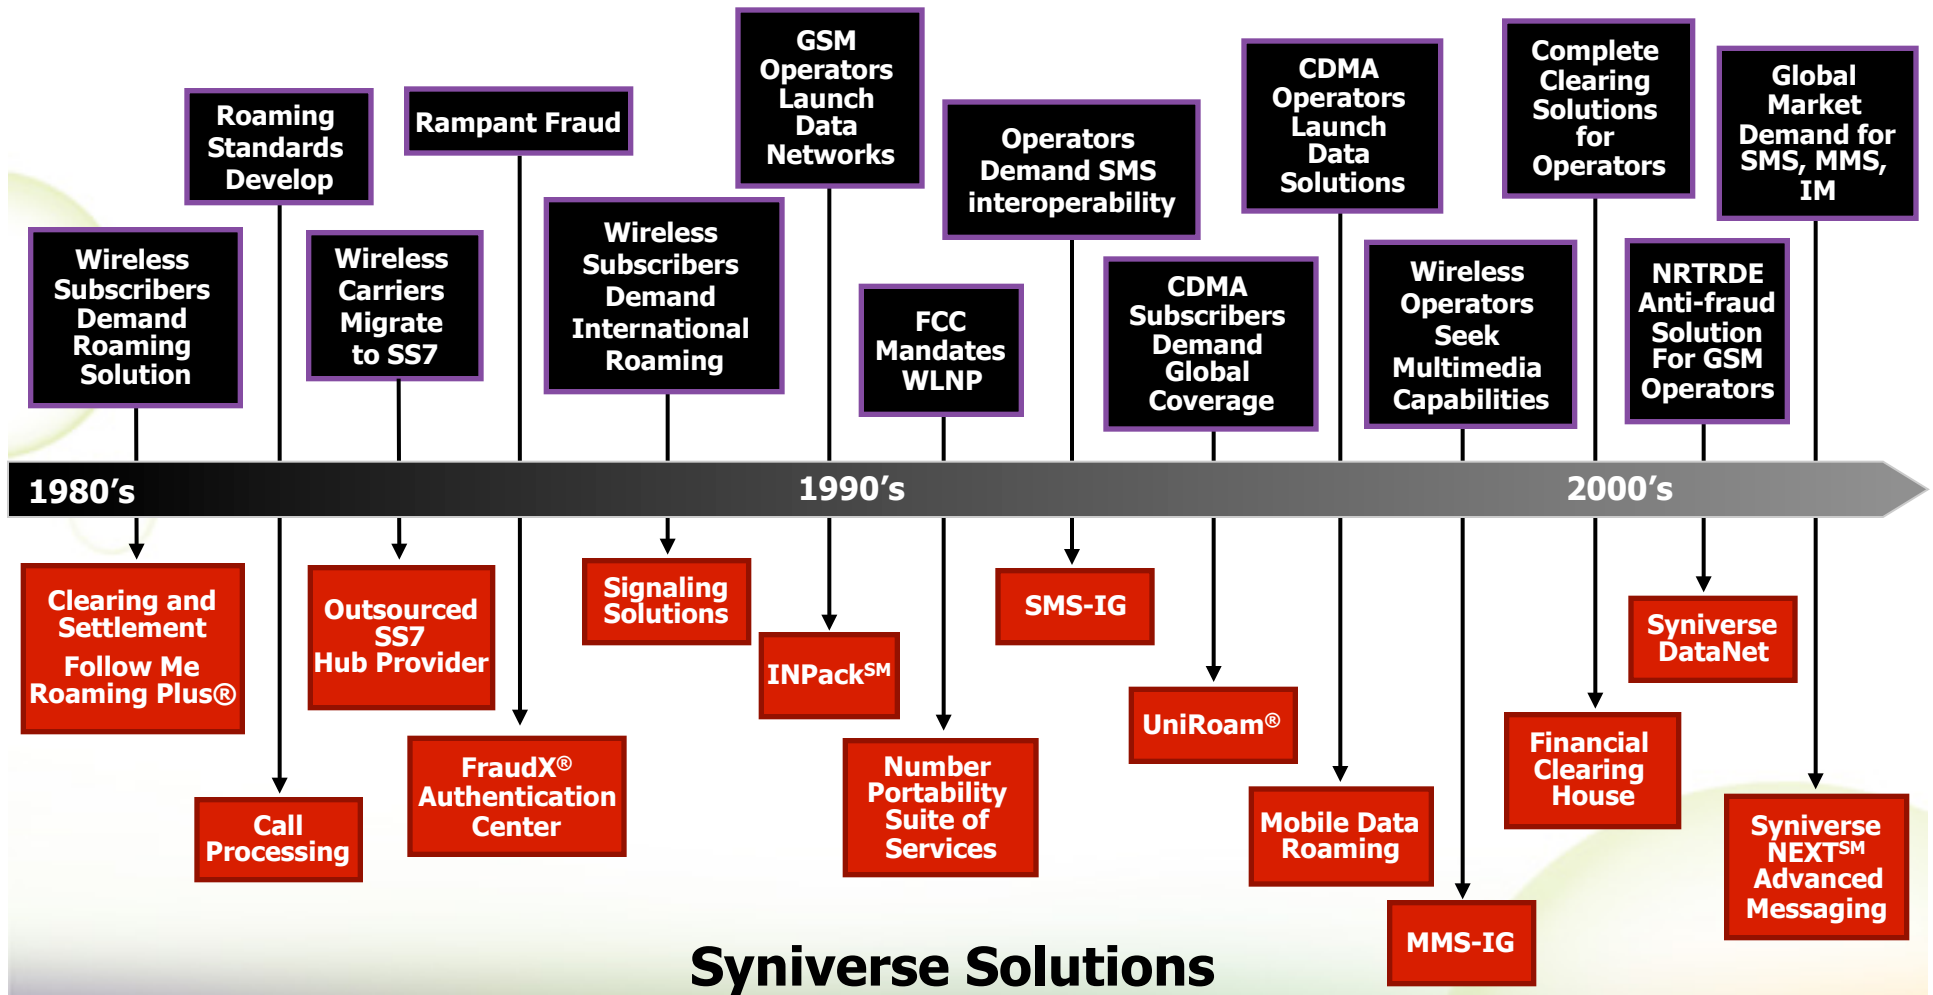 Wireless
Subscribers
Demand
Roaming
Solution
Roaming
Standards
Develop
Wireless
Carriers
Migrate
to SS7
Rampant Fraud
Wireless
Subscribers
Demand
International
Roaming
GSM
Operators
Launch
Data
Networks
FCC
Mandates
WLNP
Operators
Demand SMS
interoperability
CDMA
Subscribers
Demand
Global
Coverage
CDMA
Operators
Launch
Data
Solutions
Wireless
Operators
Seek
Multimedia
Capabilities
Complete
Clearing
Solutions
for
Operators
NRTRDE
Anti-fraud
Solution
For GSM
Operators
Global
Market
Demand for
SMS, MMS,
IM
1980’s
1990’s
2000’s
Clearing and
Settlement
Follow Me
Roaming Plus®
Call
Processing
Outsourced
SS7
Hub Provider
FraudX®
Authentication
Center
Signaling
Solutions
INPack℠
Number
Portability
Suite of
Services
SMS-IG
UniRoam®
Mobile Data
Roaming
MMS-IG
Financial
Clearing
House
Syniverse
DataNet
Syniverse
NEXT℠
Advanced
Messaging
Syniverse Solutions